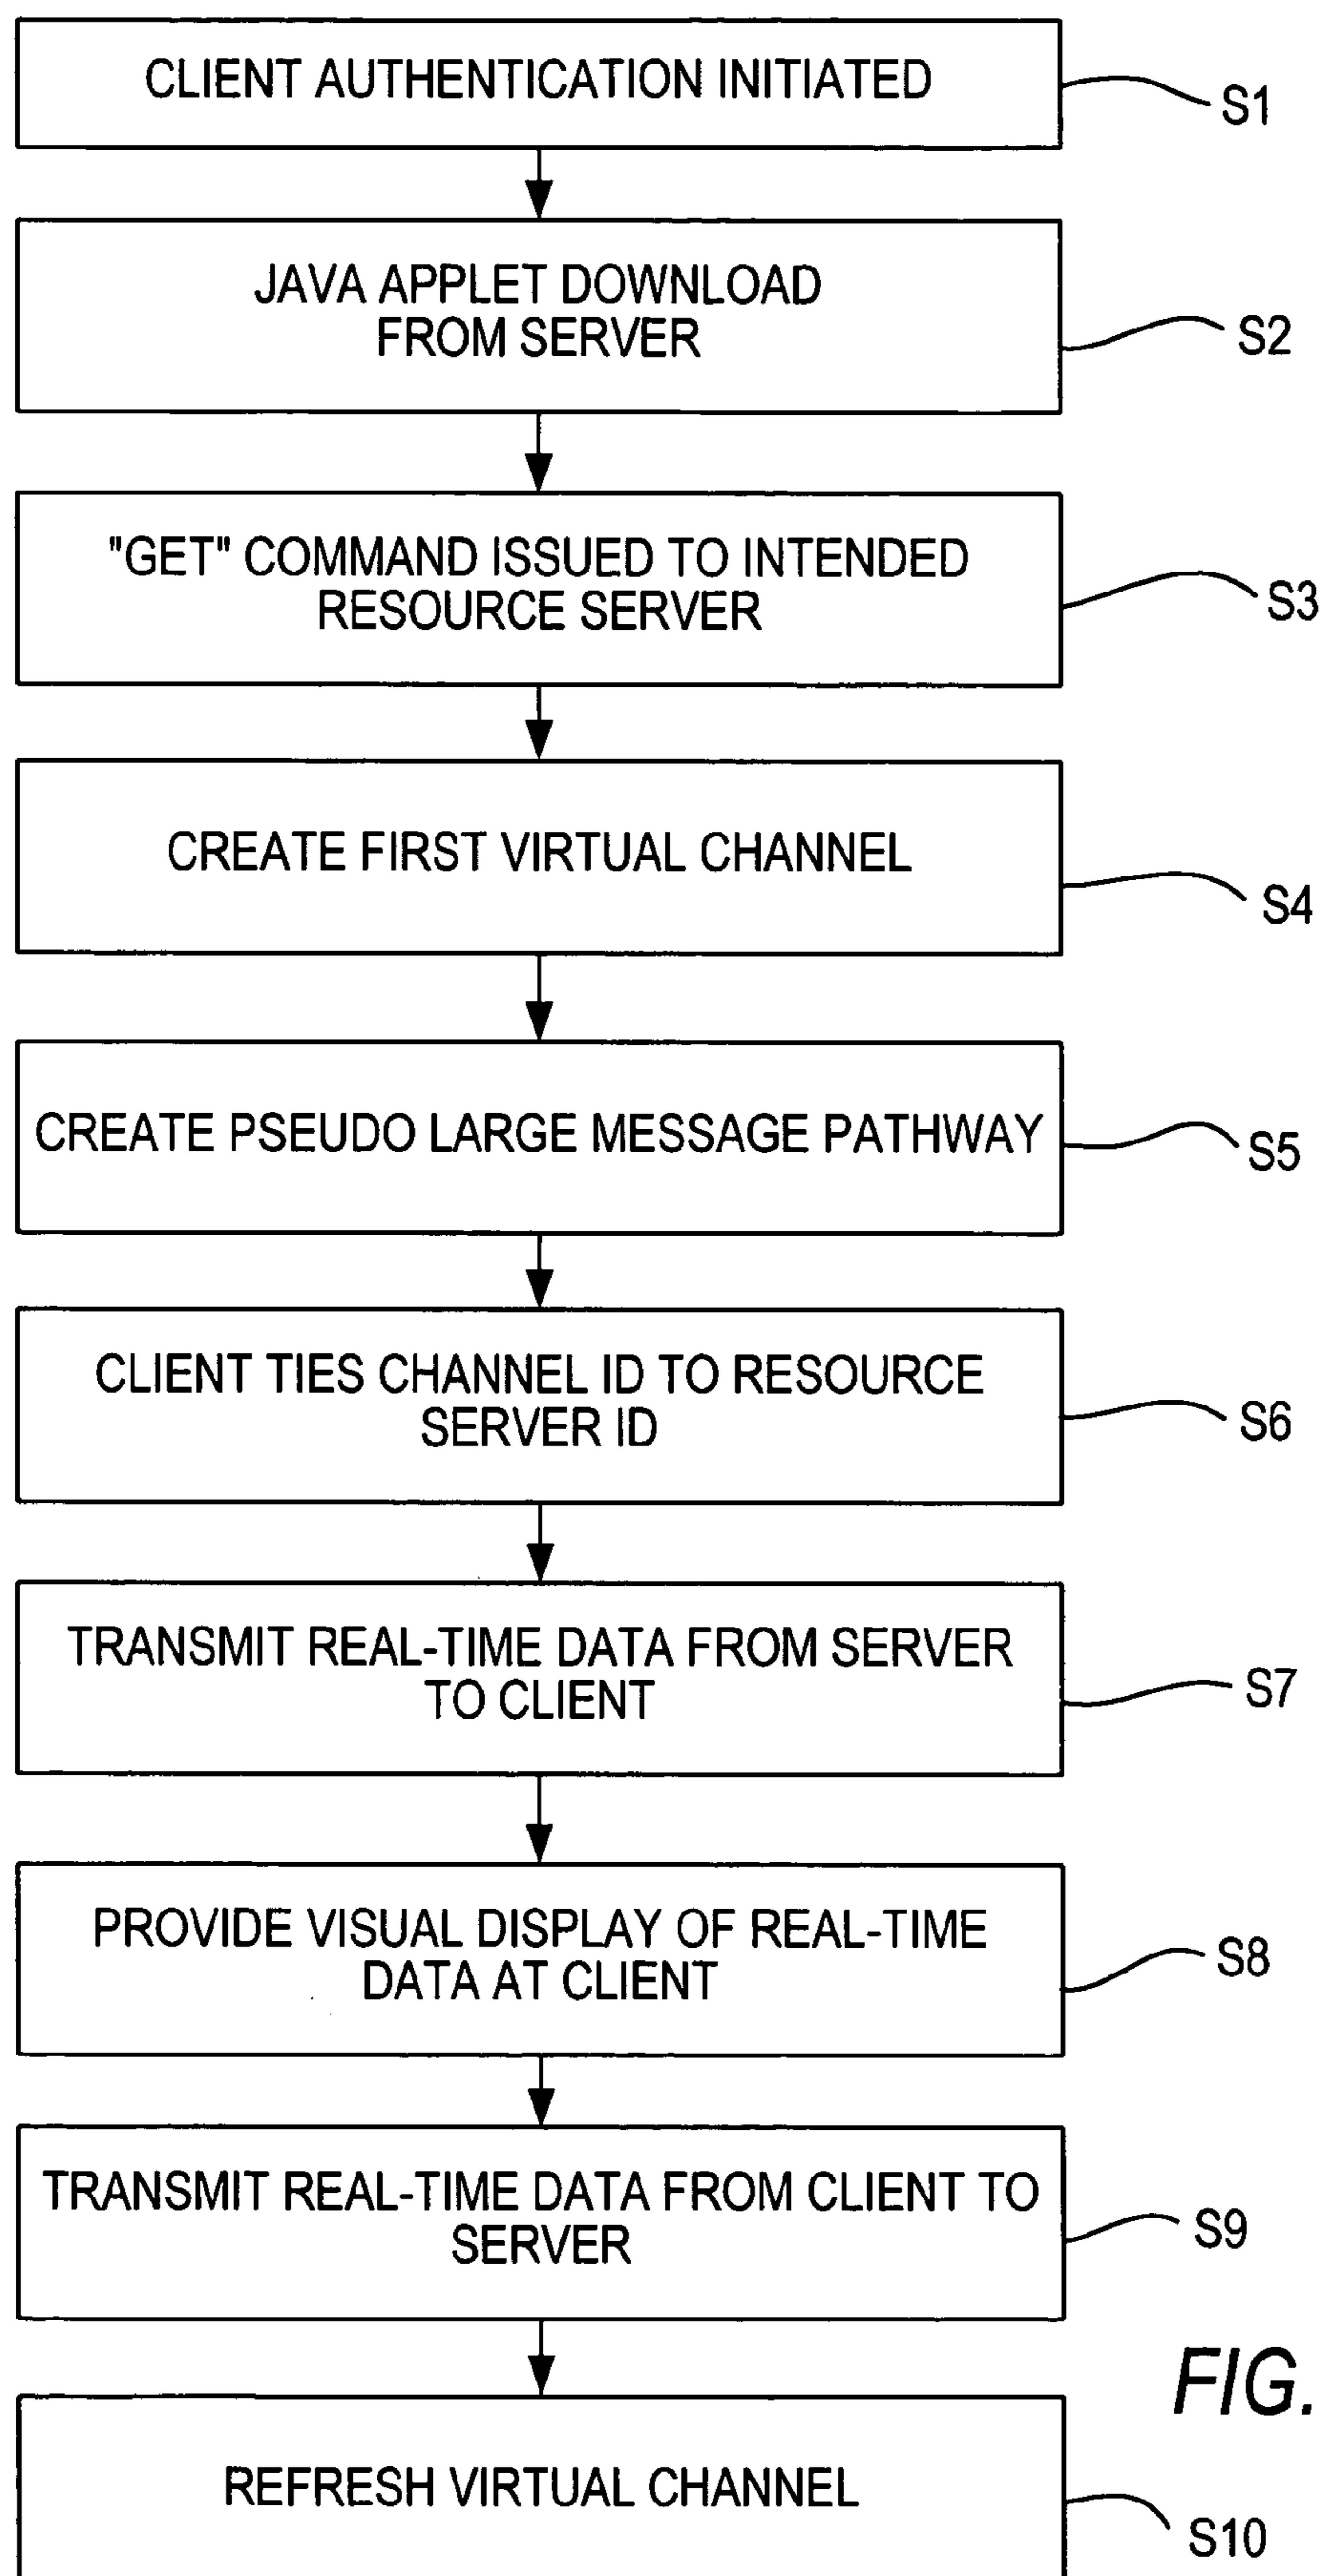 CLIENT AUTHENTICATION INITIATED
S1
JAVA APPLET DOWNLOAD
FROM SERVER
S2
"GET" COMMAND ISSUED TO INTENDED
RESOURCE SERVER
S3
CREATE FIRST VIRTUAL CHANNEL
S4
CREATE PSEUDO LARGE MESSAGE PATHWAY
S5
CLIENT TIES CHANNEL ID TO RESOURCE
SERVER ID
S6
TRANSMIT REAL-TIME DATA FROM SERVER
TO CLIENT
S7
PROVIDE VISUAL DISPLAY OF REAL-TIME
DATA AT CLIENT
S8
TRANSMIT REAL-TIME DATA FROM CLIENT TO
SERVER
S9
FIG.
REFRESH VIRTUAL CHANNEL
S10